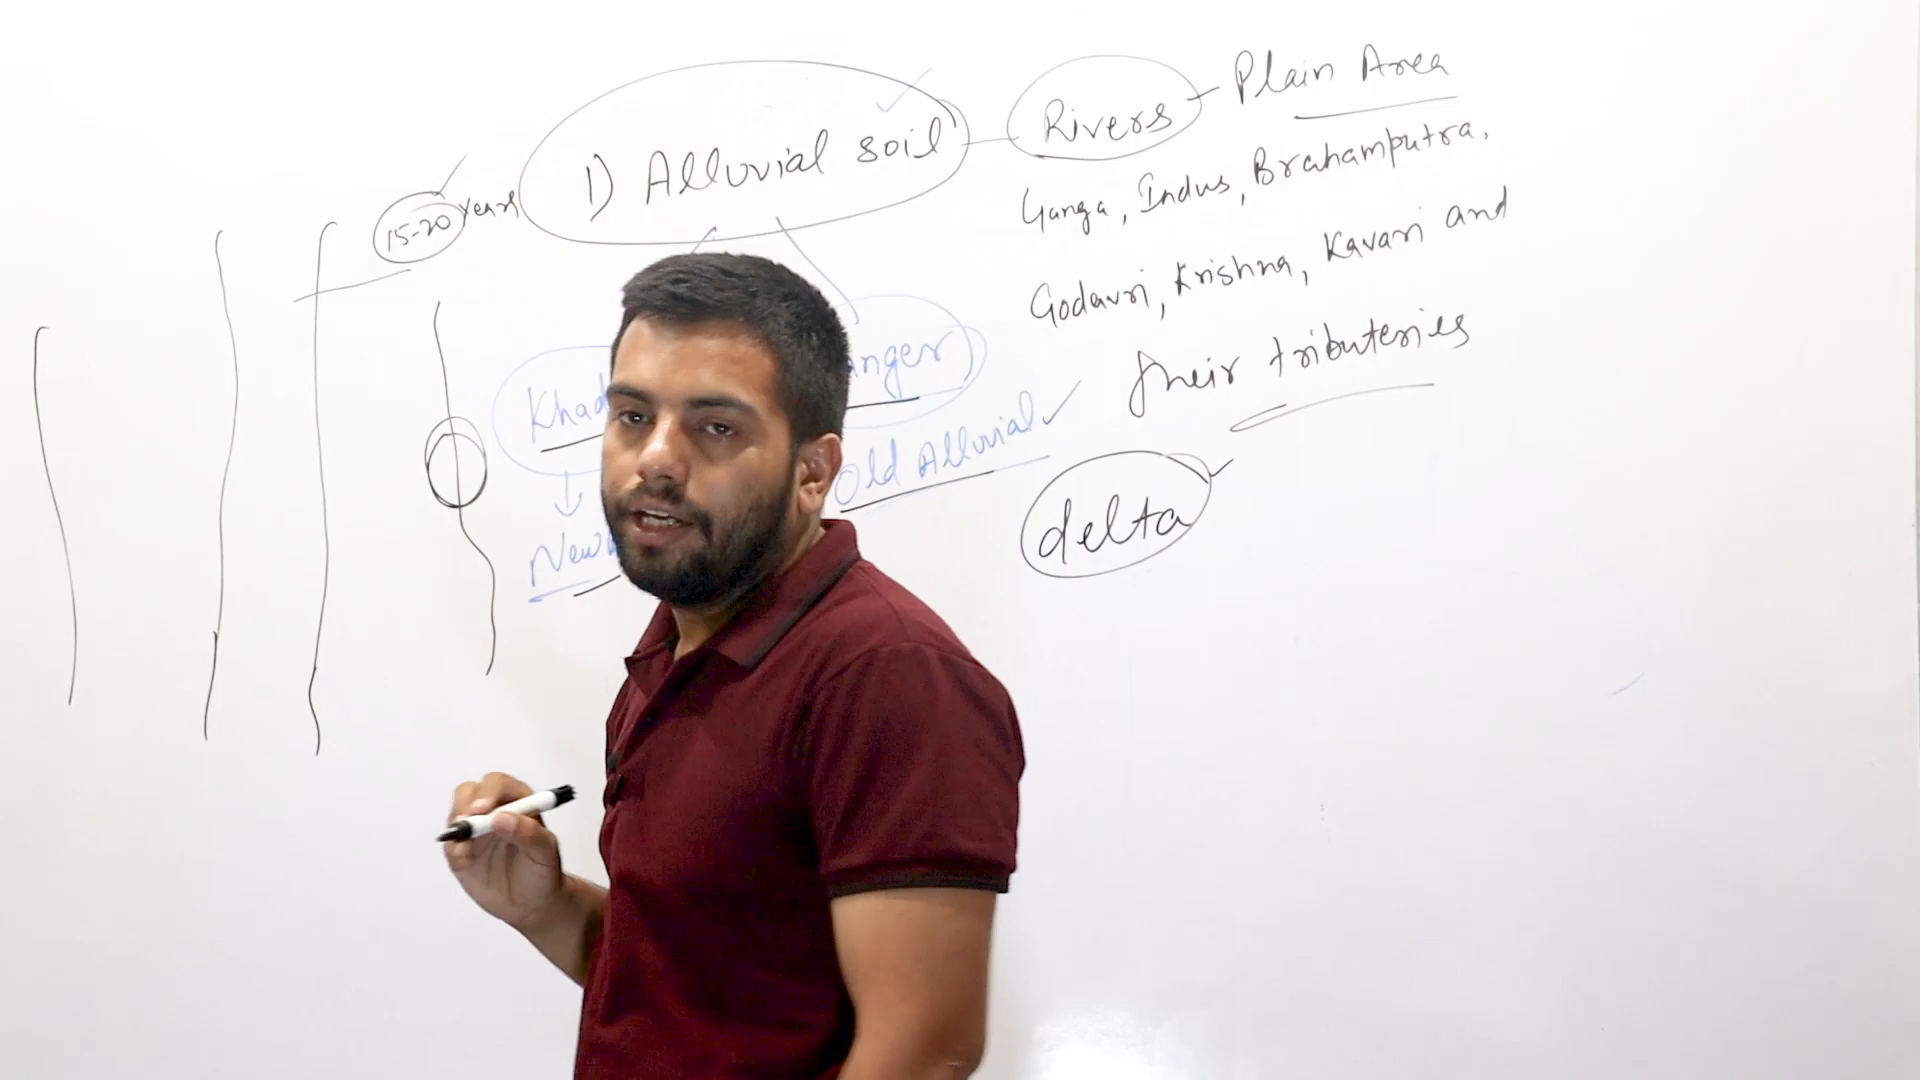 1) Alluvial soil
Rivers - Plain Area
15-20 years
Ganga, Indus, Brahamputra,
Godavri, Krishna, Kavari and
their tributeries
delta
Old Alluvial